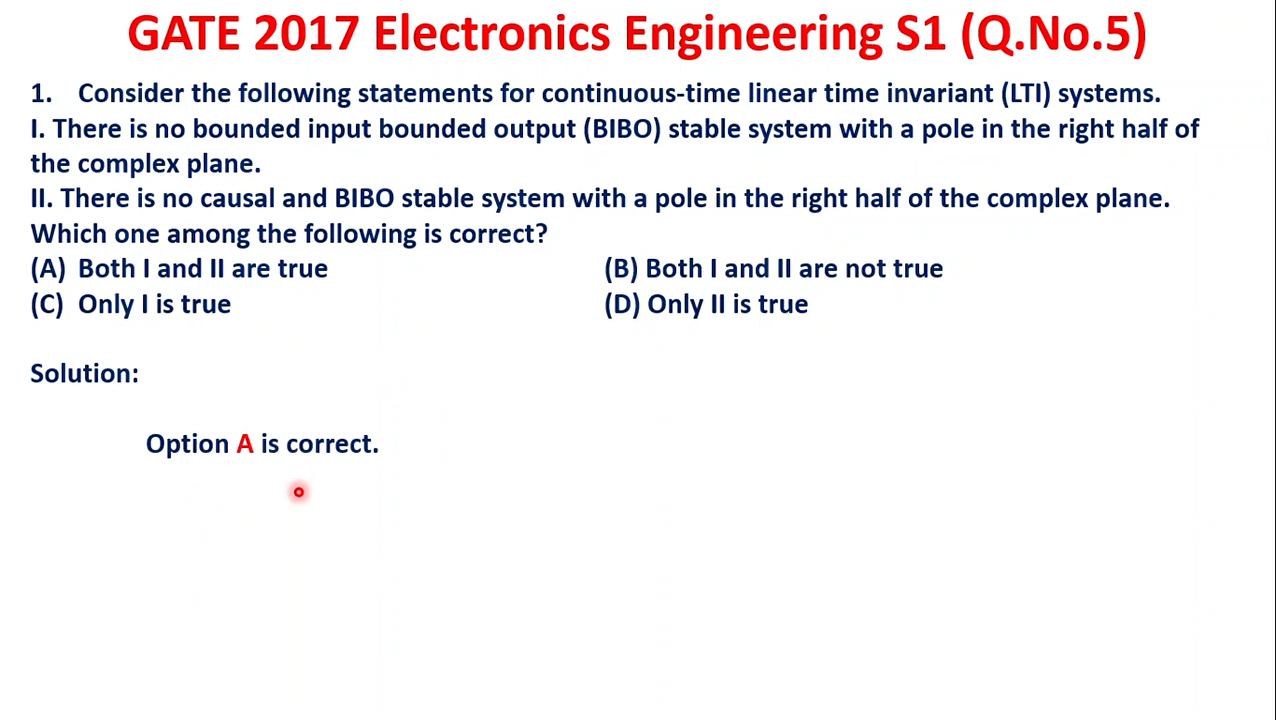 GATE 2017 Electronics Engineering S1 (Q.No.5)
1. Consider the following statements for continuous-time linear time invariant (LTI) systems.
I. There is no bounded input bounded output (BIBO) stable system with a pole in the right half of
the complex plane.
II. There is no causal and BIBO stable system with a pole in the right half of the complex plane.
Which one among the following is correct?
(A) Both I and II are true (B) Both I and II are not true
(C) Only I is true (D) Only II is true
Solution:
Option A is correct.